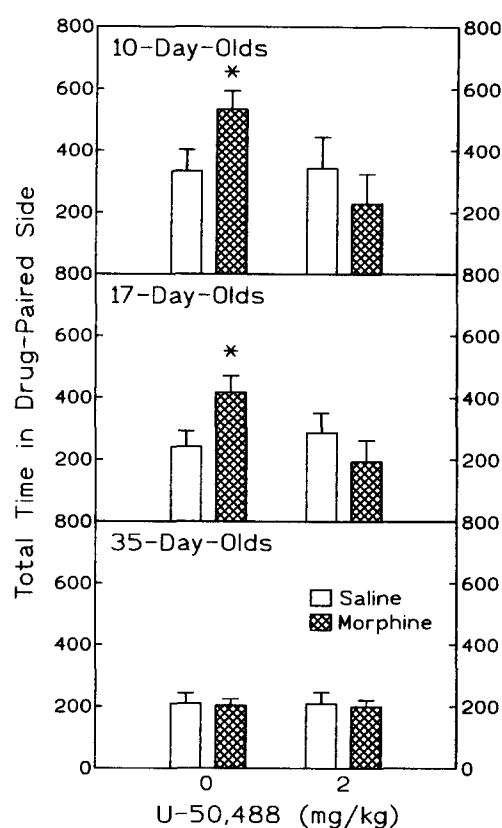 Total Time in Drug-Paired Side
800 10-Day-Olds 800
*
600 600
400 400
200 200
800 17-Day-Olds 800
*
600 600
400 400
200 200
800 35-Day-Olds 800
600 600
Saline
Morphine
400 400
200 200
0 0
0 2
U-50,488 (mg/kg)